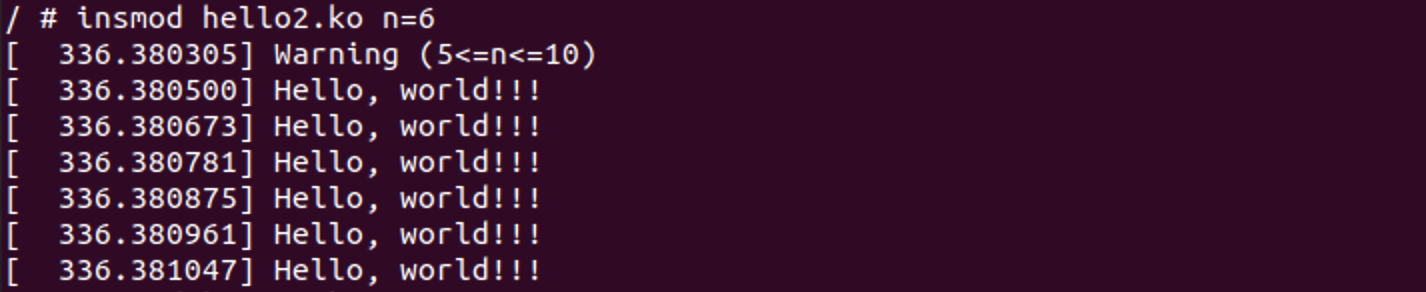 / # insmod hello2.ko n=6
[  336.380305] Warning (5<=n<=10)
[  336.380500] Hello, world!!!
[  336.380673] Hello, world!!!
[  336.380781] Hello, world!!!
[  336.380875] Hello, world!!!
[  336.380961] Hello, world!!!
[  336.381047] Hello, world!!!